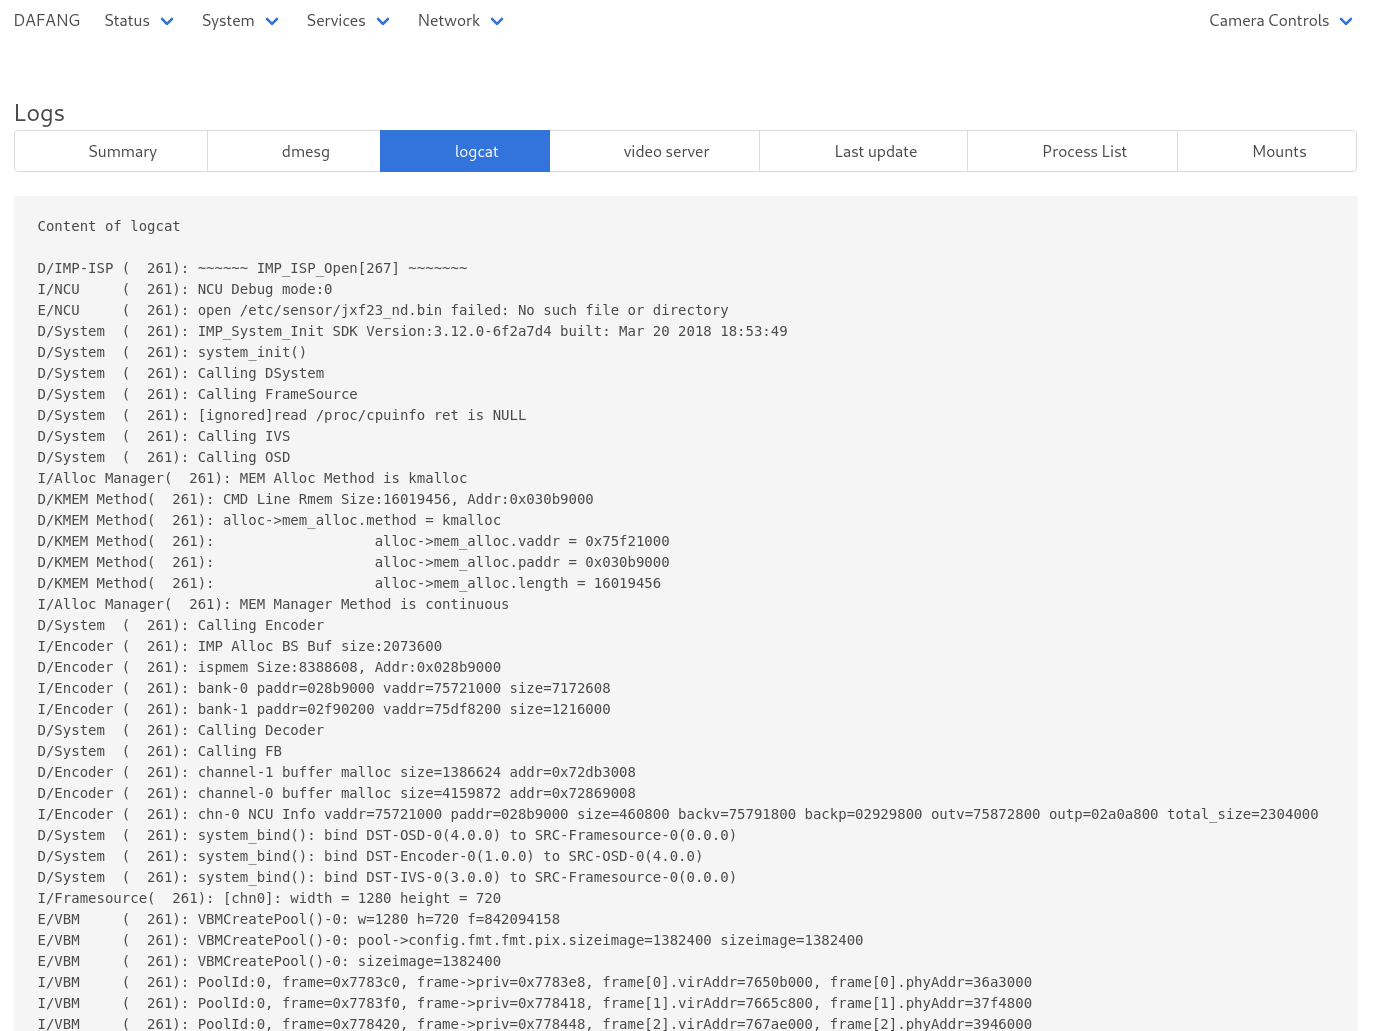 DAFANG Status System Services Network Camera Controls
Logs
Summary dmesg logcat video server Last update Process List Mounts
Content of logcat
D/IMP-ISP (  261): ~~~~~~ IMP_ISP_Open[267] ~~~~~~~
I/NCU     (  261): NCU Debug mode:0
E/NCU     (  261): open /etc/sensor/jxf23_nd.bin failed: No such file or directory
D/System  (  261): IMP_System_Init SDK Version:3.12.0-6f2a7d4 built: Mar 20 2018 18:53:49
D/System  (  261): system_init()
D/System  (  261): Calling DSystem
D/System  (  261): Calling FrameSource
D/System  (  261): [ignored]read /proc/cpuinfo ret is NULL
D/System  (  261): Calling IVS
D/System  (  261): Calling OSD
I/Alloc Manager(  261): MEM Alloc Method is kmalloc
D/KMEM Method(  261): CMD Line Rmem Size:16019456, Addr:0x030b9000
D/KMEM Method(  261): alloc->mem_alloc.method = kmalloc
D/KMEM Method(  261):                   alloc->mem_alloc.vaddr = 0x75f21000
D/KMEM Method(  261):                   alloc->mem_alloc.paddr = 0x030b9000
D/KMEM Method(  261):                   alloc->mem_alloc.length = 16019456
I/Alloc Manager(  261): MEM Manager Method is continuous
D/System  (  261): Calling Encoder
I/Encoder (  261): IMP Alloc BS Buf size:2073600
D/Encoder (  261): ispmem Size:8388608, Addr:0x028b9000
I/Encoder (  261): bank-0 paddr=028b9000 vaddr=75721000 size=7172608
I/Encoder (  261): bank-1 paddr=02f90200 vaddr=75df8200 size=1216000
D/System  (  261): Calling Decoder
D/System  (  261): Calling FB
D/Encoder (  261): channel-1 buffer malloc size=1386624 addr=0x72db3008
D/Encoder (  261): channel-0 buffer malloc size=4159872 addr=0x72869008
I/Encoder (  261): chn-0 NCU Info vaddr=75721000 paddr=028b9000 size=460800 backv=75791800 backp=02929800 outv=75872800 outp=02a0a800 total_size=2304000
D/System  (  261): system_bind(): bind DST-OSD-0(4.0.0) to SRC-Framesource-0(0.0.0)
D/System  (  261): system_bind(): bind DST-Encoder-0(1.0.0) to SRC-OSD-0(4.0.0)
D/System  (  261): system_bind(): bind DST-IVS-0(3.0.0) to SRC-Framesource-0(0.0.0)
I/Framesource(  261): [chn0]: width = 1280 height = 720
E/VBM     (  261): VBMCreatePool()-0: w=1280 h=720 f=842094158
E/VBM     (  261): VBMCreatePool()-0: pool->config.fmt.fmt.pix.sizeimage=1382400 sizeimage=1382400
E/VBM     (  261): VBMCreatePool()-0: sizeimage=1382400
I/VBM     (  261): PoolId:0, frame=0x7783c0, frame->priv=0x7783e8, frame[0].virAddr=7650b000, frame[0].phyAddr=36a3000
I/VBM     (  261): PoolId:0, frame=0x7783f0, frame->priv=0x778418, frame[1].virAddr=7665c800, frame[1].phyAddr=37f4800
I/VBM     (  261): PoolId:0, frame=0x778420, frame->priv=0x778448, frame[2].virAddr=767ae000, frame[2].phyAddr=3946000